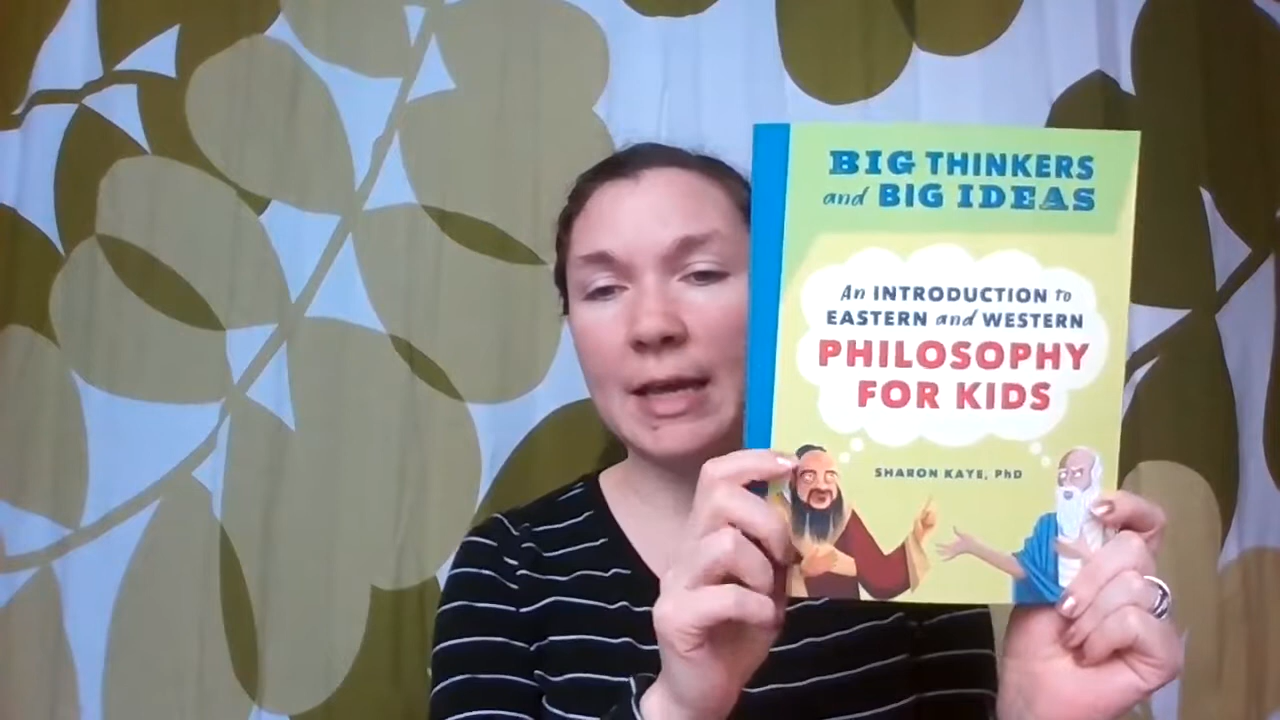 BIG THINKERS
and BIG IDEAS
An INTRODUCTION to
EASTERN and WESTERN
PHILOSOPHY
FOR KIDS
SHARON KAYE, PhD